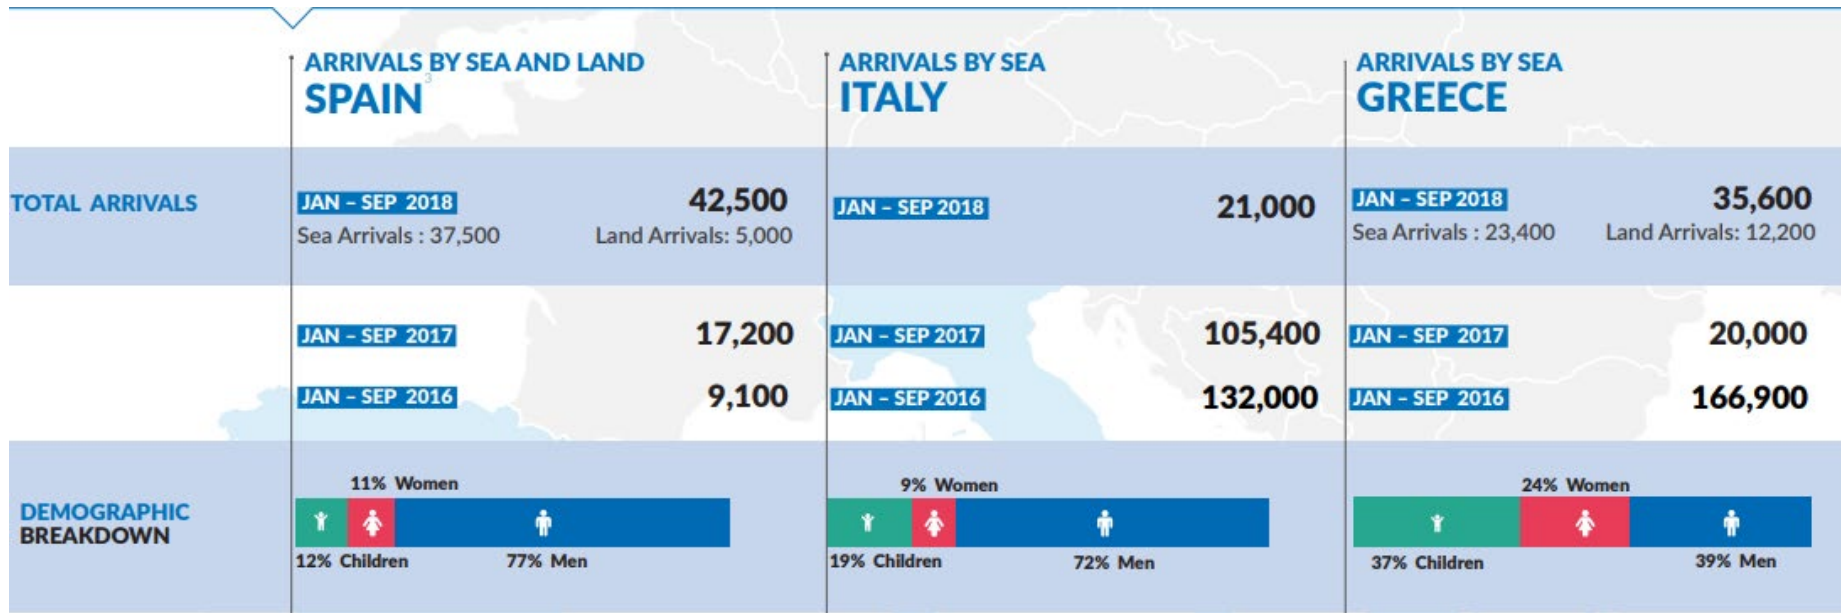 ARRIVALS BY SEA AND LAND
SPAIN3
ARRIVALS BY SEA
ITALY
ARRIVALS BY SEA
GREECE
TOTAL ARRIVALS
JAN – SEP 2018 42,500
Sea Arrivals : 37,500 Land Arrivals: 5,000
JAN – SEP 2018 21,000
JAN – SEP 2018 35,600
Sea Arrivals : 23,400 Land Arrivals: 12,200
JAN – SEP 2017 17,200
JAN – SEP 2017 105,400
JAN – SEP 2017 20,000
JAN – SEP 2016 9,100
JAN – SEP 2016 132,000
JAN – SEP 2016 166,900
DEMOGRAPHIC
BREAKDOWN
11% Women
12% Children 77% Men
9% Women
19% Children 72% Men
24% Women
37% Children 39% Men